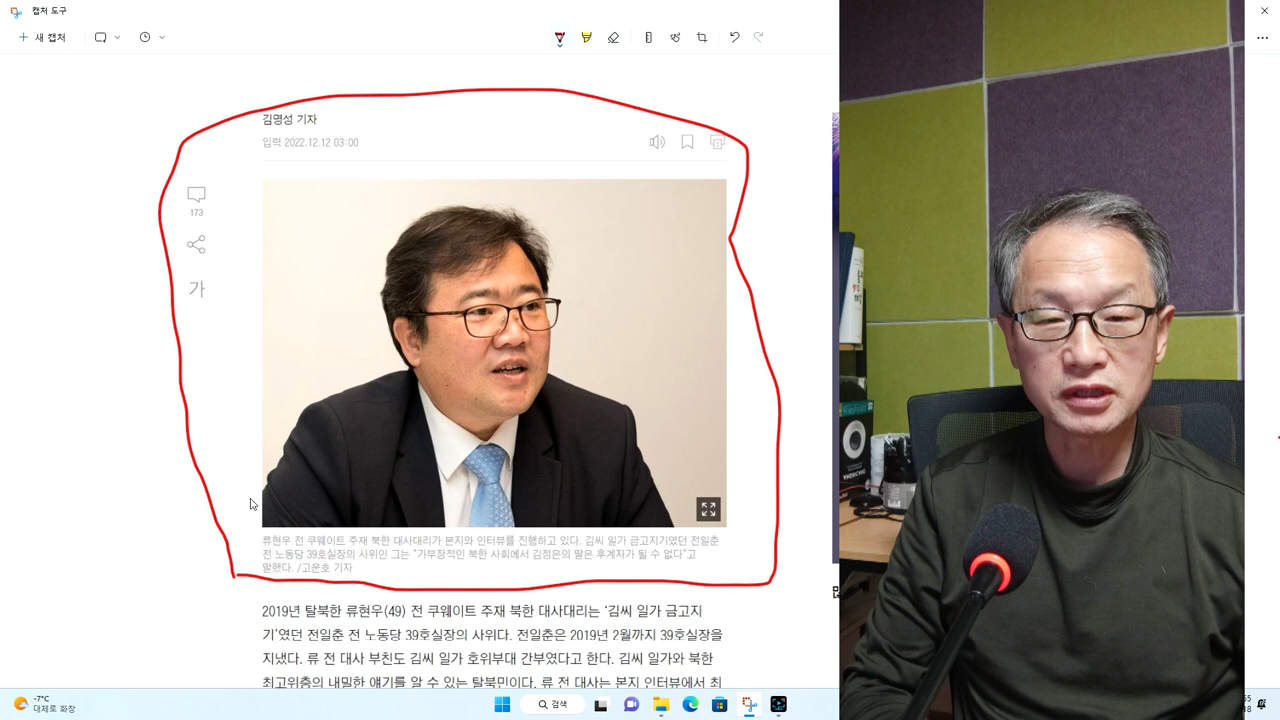 캡처 도구
새 캡처
김명성 기자
입력 2022.12.12 03:00
173
가
류현우 전 쿠웨이트 주재 북한 대사대리가 본지와 인터뷰를 진행하고 있다. 김씨 일가 금고지기였던 전일춘
전 노동당 39호실장의 사위인 그는 "가부장적인 북한 사회에서 김정은의 딸은 후계자가 될 수 없다"고
말했다. /고운호 기자
2019년 탈북한 류현우(49) 전 쿠웨이트 주재 북한 대사대리는 ‘김씨 일가 금고지
기’였던 전일춘 전 노동당 39호실장의 사위다. 전일춘은 2019년 2월까지 39호실장을
지냈다. 류 전 대사 부친도 김씨 일가 호위부대 간부였다고 한다. 김씨 일가와 북한
최고위층의 내밀한 얘기를 알 수 있는 탈북민이다. 류 전 대사는 본지 인터뷰에서 최
-7°C
대체로 화창
검색